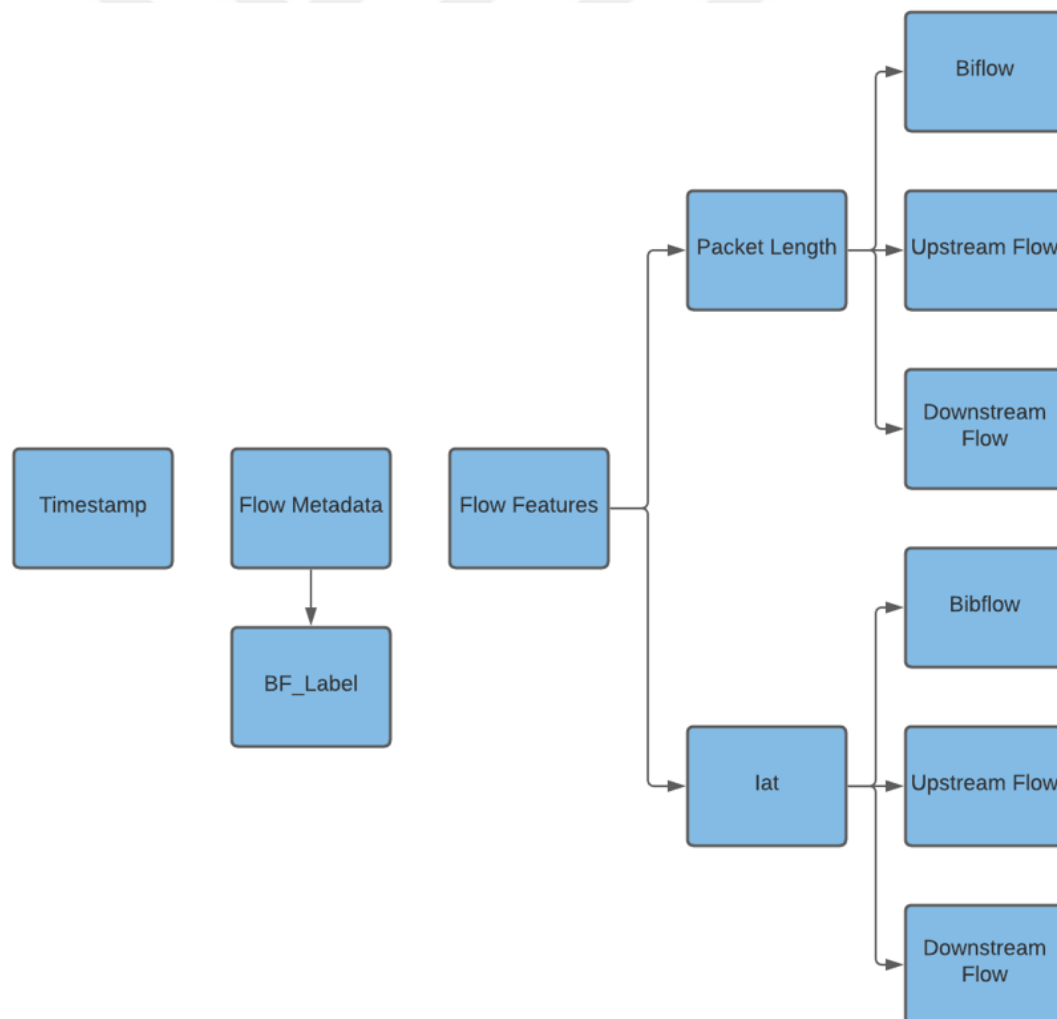 Biflow
Packet Length
Upstream Flow
Downstream
Flow
Timestamp
Flow Metadata
Flow Features
BF_Label
Bibflow
Iat
Upstream Flow
Downstream
Flow